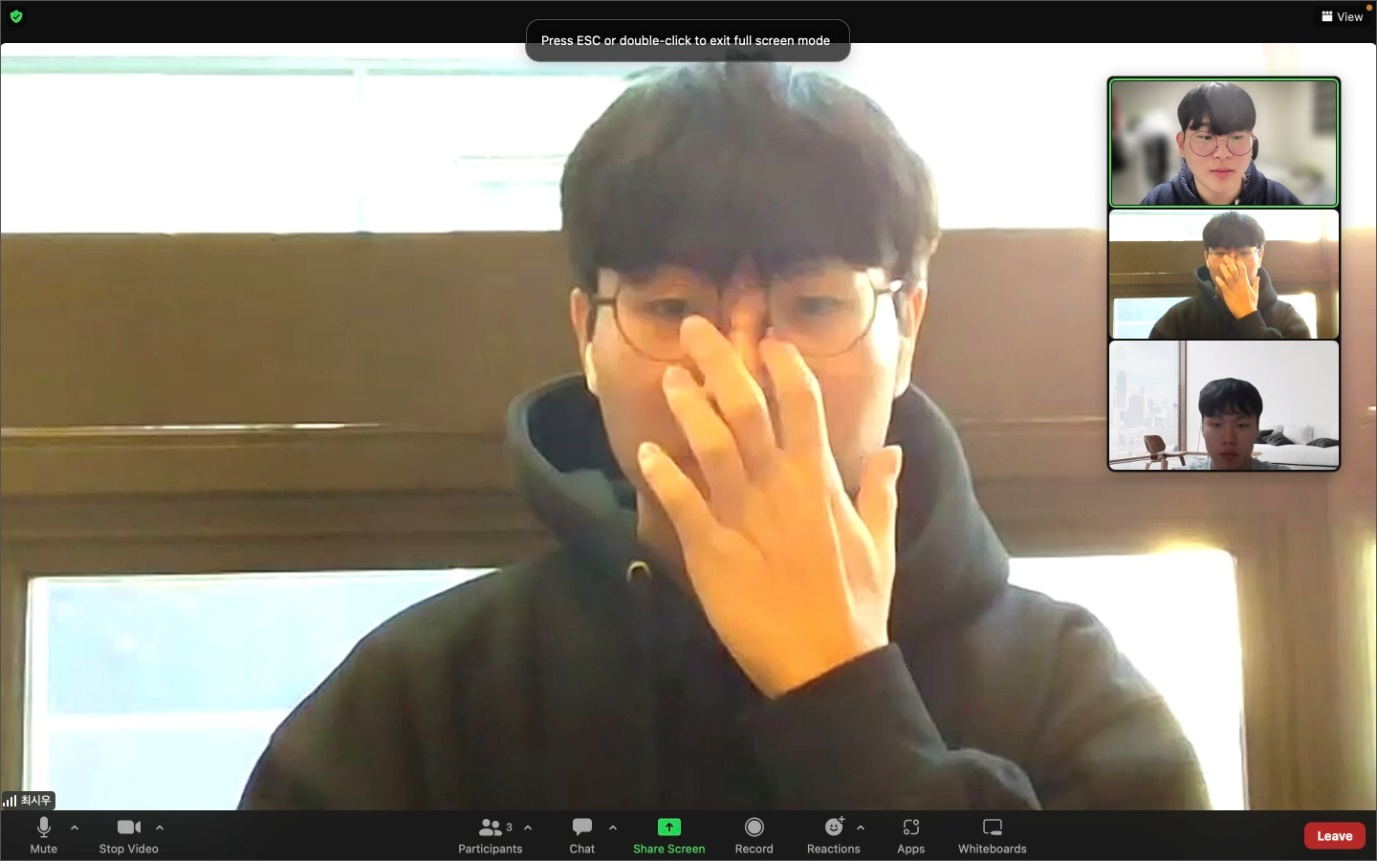 View
Press ESC or double-click to exit full screen mode
최시우
Mute
Stop Video
Participants
3
Chat
Share Screen
Record
Reactions
Apps
Whiteboards
Leave